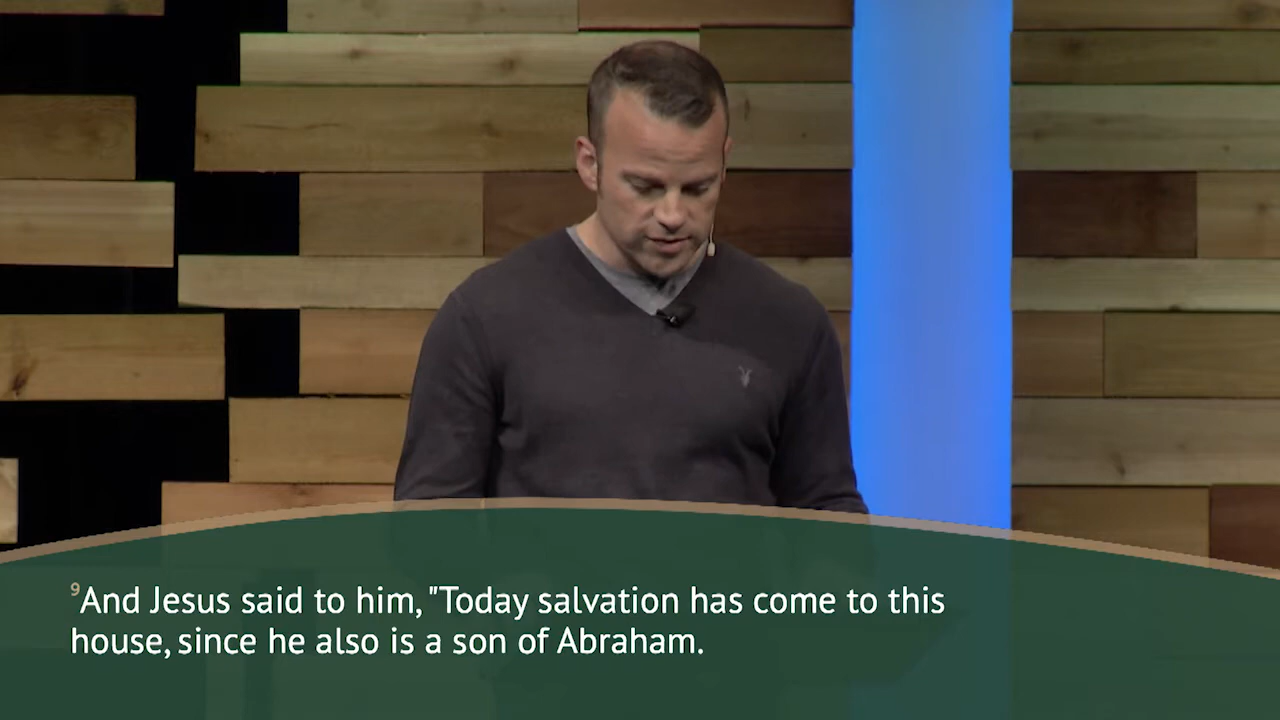 ⁹And Jesus said to him, "Today salvation has come to this
house, since he also is a son of Abraham.